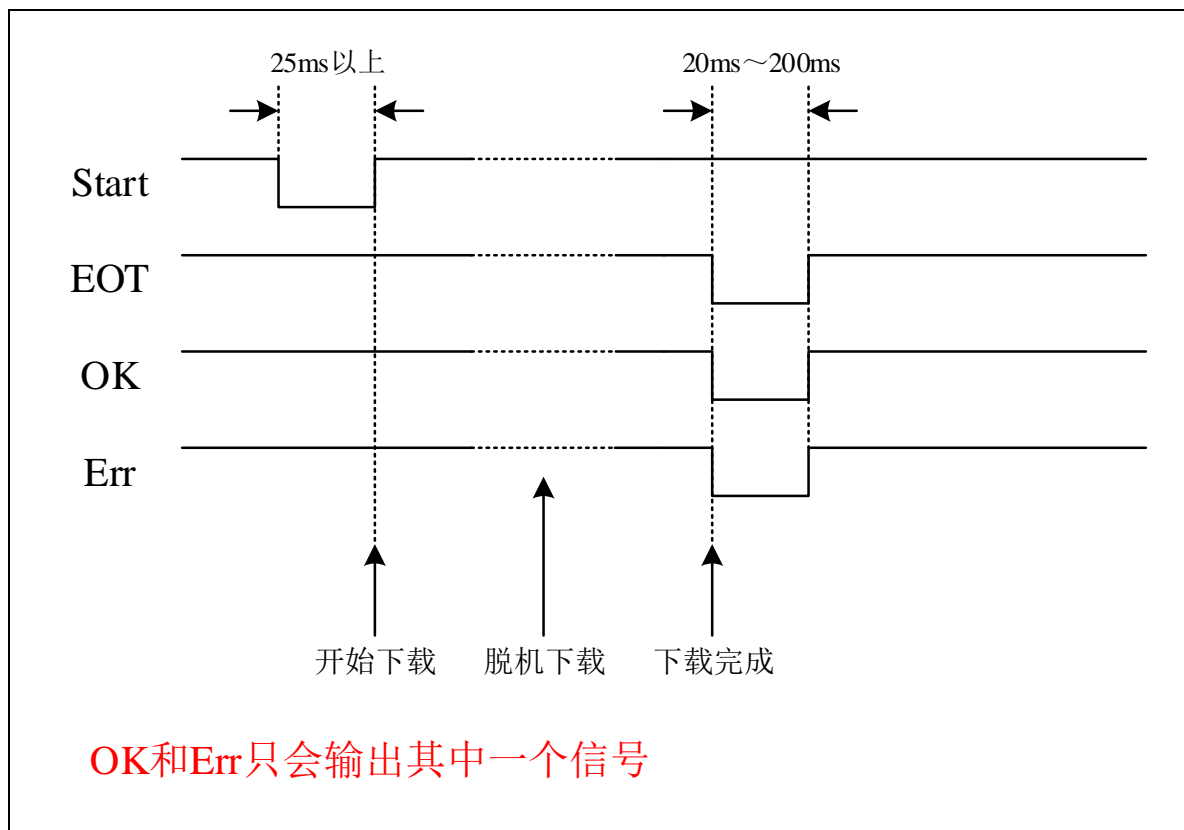 25ms以上
20ms～200ms
Start
EOT
OK
Err
开始下载
脱机下载
下载完成
OK和Err只会输出其中一个信号